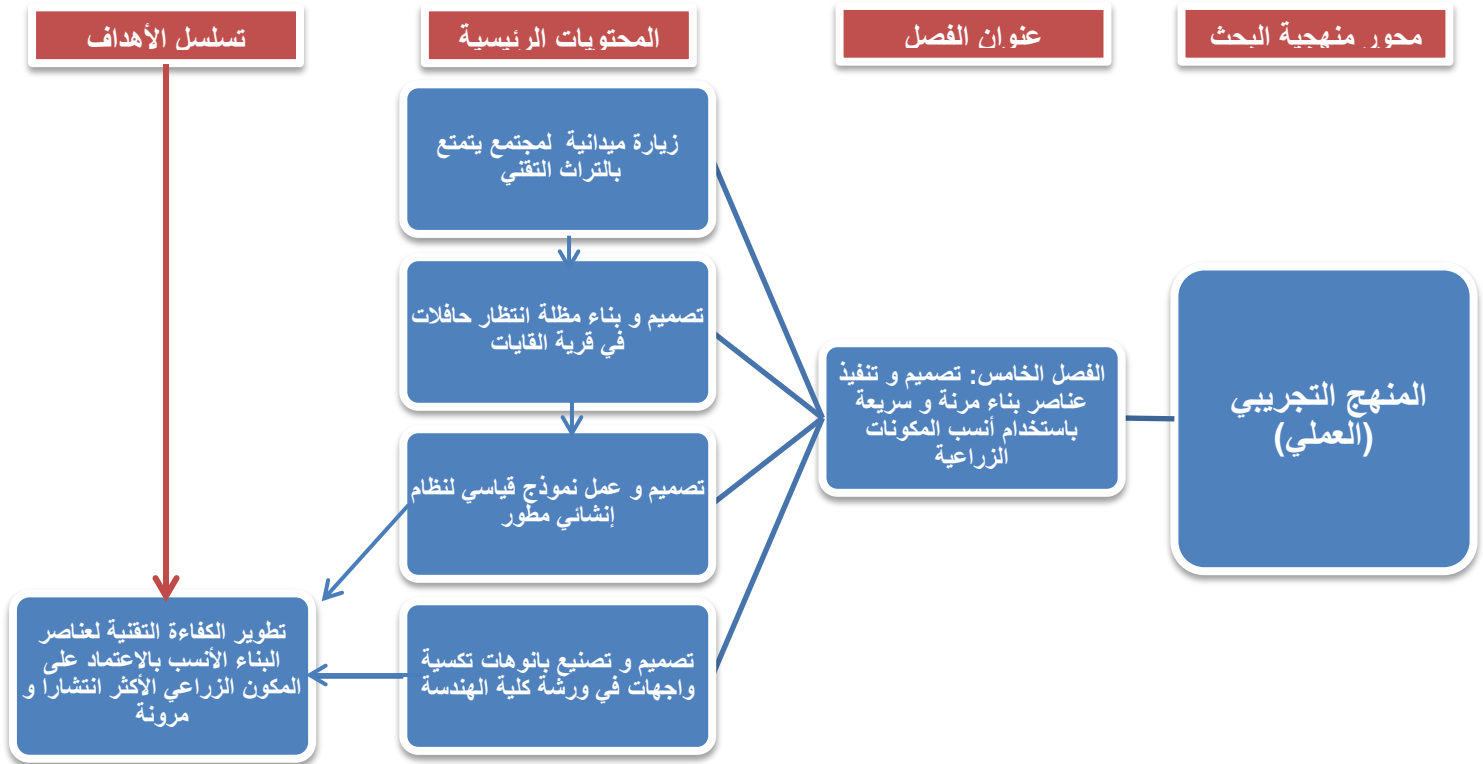 محور منهجية البحث
عنوان الفصل
المحتويات الرئيسية
تسلسل الأهداف
المنهج التجريبي
(العملي)
الفصل الخامس: تصميم و تنفيذ
عناصر بناء مرنة و سريعة
باستخدام أنسب المكونات
الزراعية
زيارة ميدانية لمجتمع يتمتع
بالتراث التقني
تصميم و بناء مظلة انتظار حافلات
في قرية القايات
تصميم و عمل نموذج قياسي لنظام
إنشائي مطور
تصميم و تصنيع بانوهات تكسية
واجهات في ورشة كلية الهندسة
تطوير الكفاءة التقنية لعناصر
البناء الأنسب بالاعتماد على
المكون الزراعي الأكثر انتشارا و
مرونة